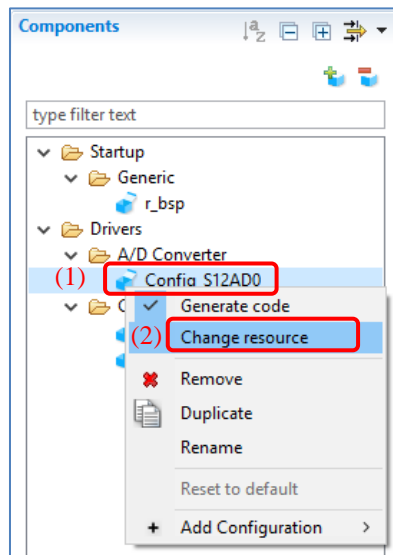 Components
type filter text
Startup
Generic
r_bsp
Drivers
A/D Converter
(1) Config_S12AD0
C
Generate code
(2) Change resource
Remove
Duplicate
Rename
Reset to default
Add Configuration